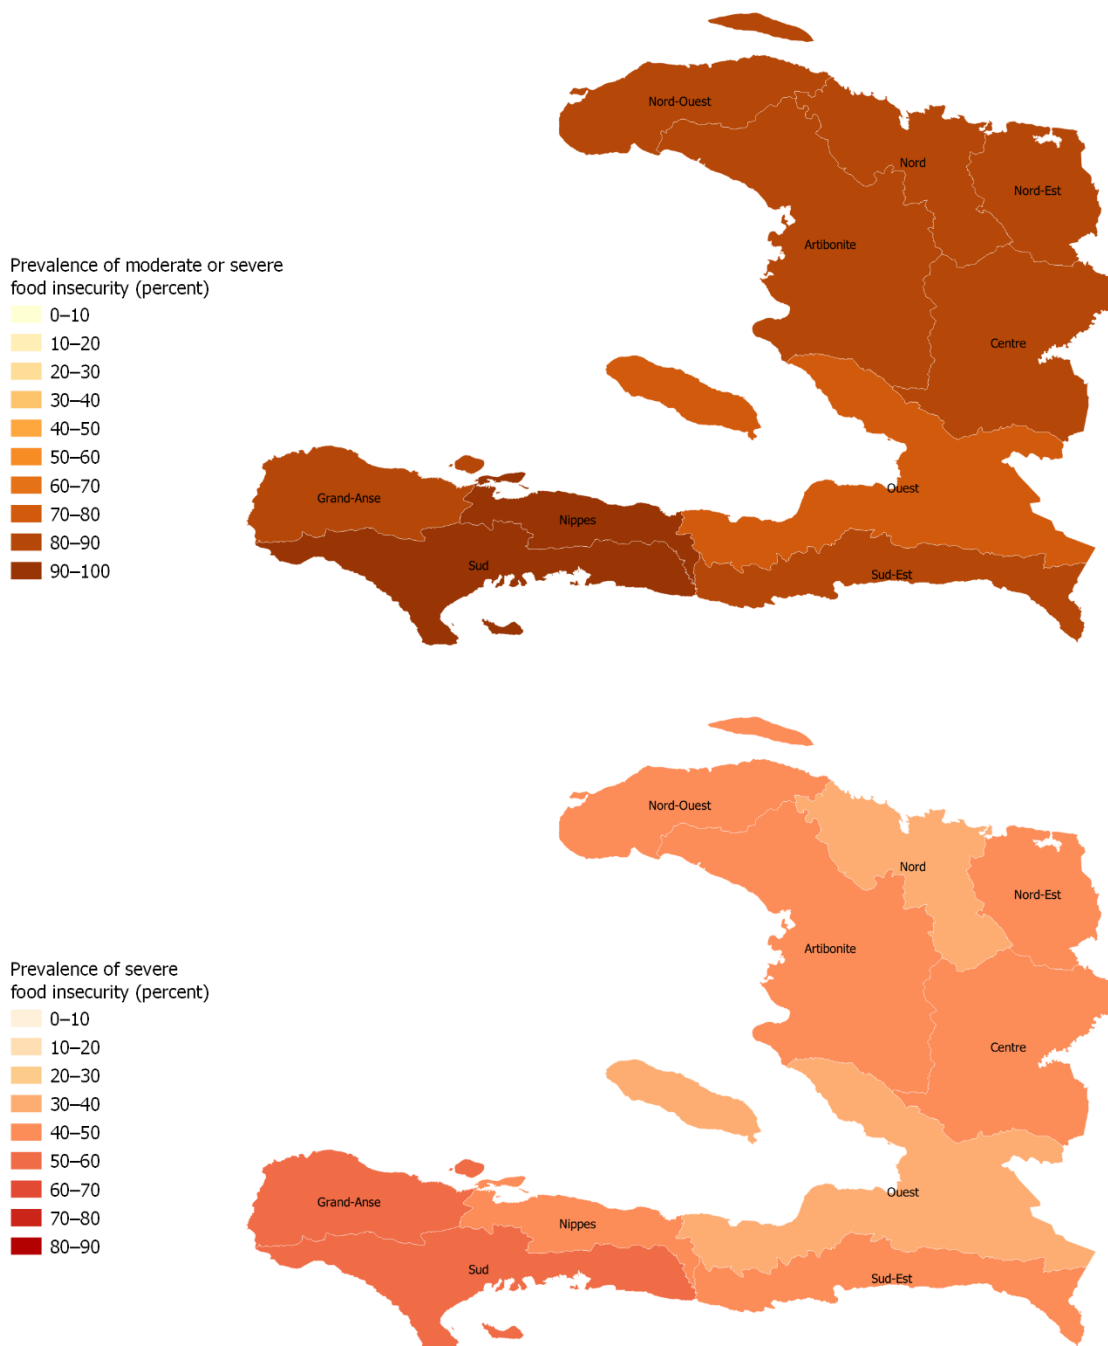 Nord-Ouest
Nord
Nord-Est
Artibonite
Prevalence of moderate or severe
food insecurity (percent)
0–10
10–20
20–30
30–40
40–50
50–60
60–70
70–80
80–90
90–100
Centre
Ouest
Grand-Anse
Nippes
Sud
Sud-Est
Nord-Ouest
Nord
Nord-Est
Artibonite
Prevalence of severe
food insecurity (percent)
0–10
10–20
20–30
30–40
40–50
50–60
60–70
70–80
80–90
Centre
Ouest
Grand-Anse
Nippes
Sud
Sud-Est